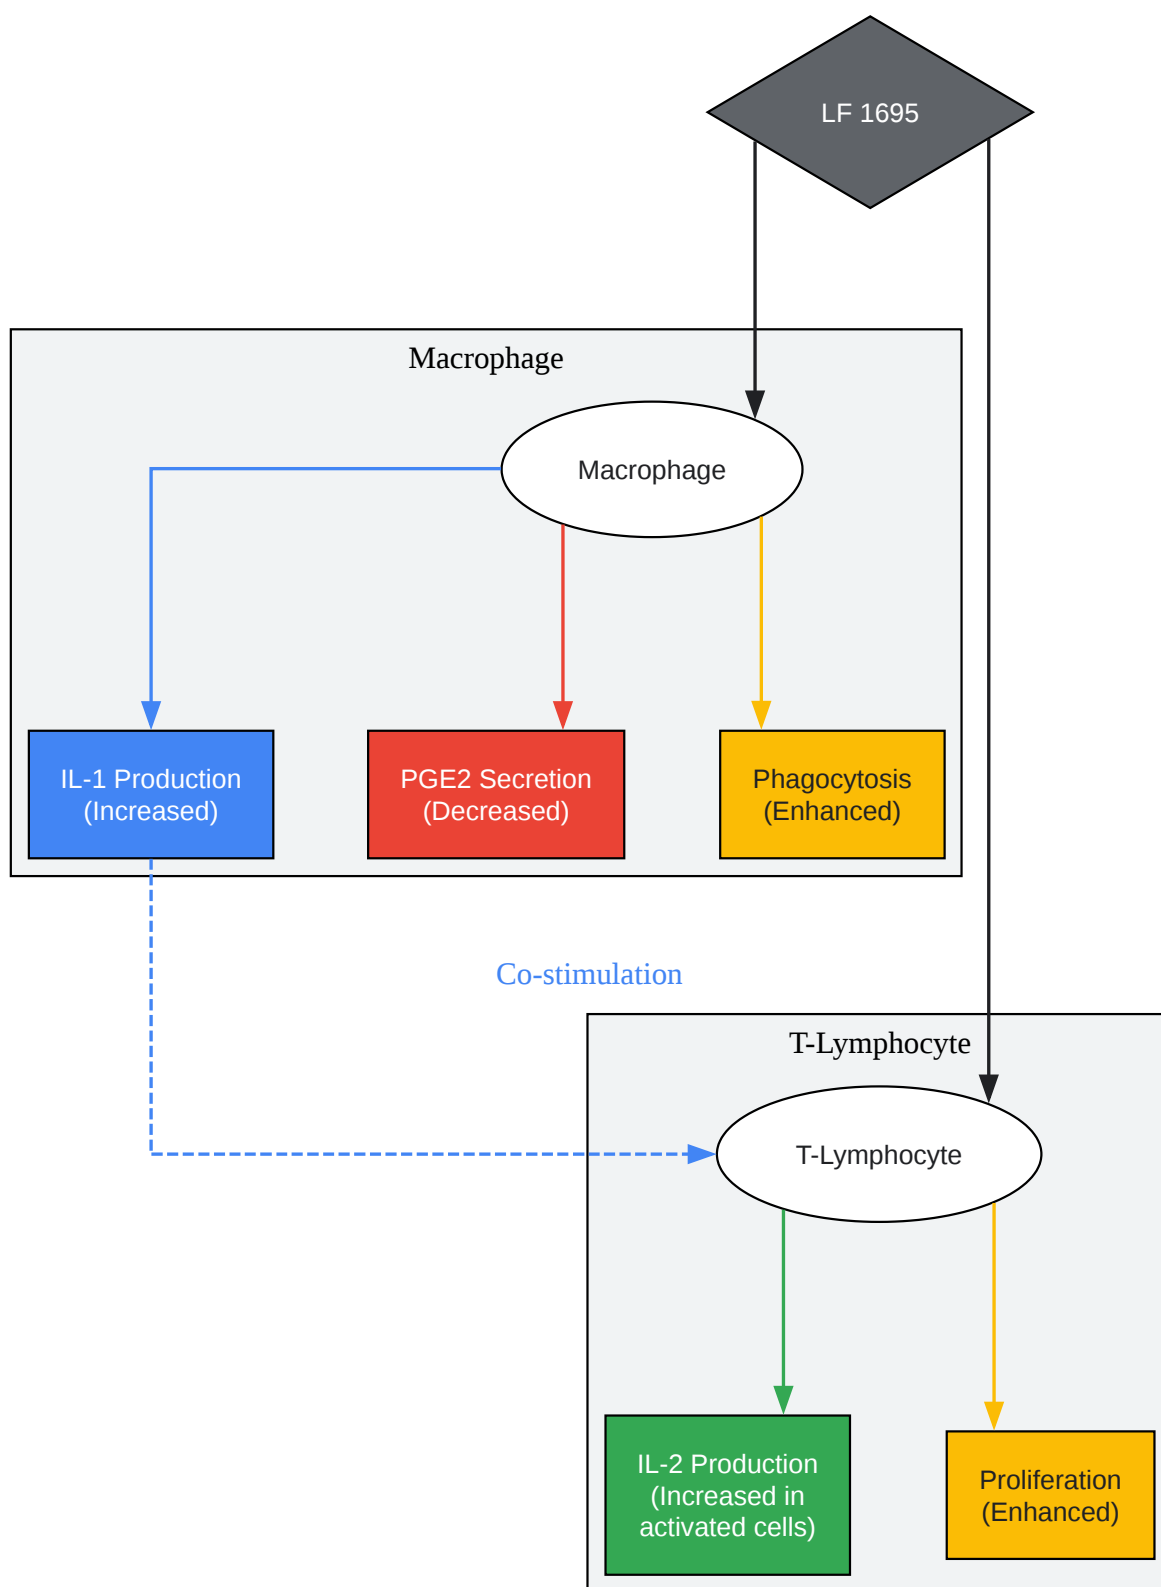 LF 1695
Macrophage
Macrophage
IL-1 Production
(Increased)
PGE2 Secretion
(Decreased)
Phagocytosis
(Enhanced)
Co-stimulation
T-Lymphocyte
T-Lymphocyte
IL-2 Production
(Increased in
activated cells)
Proliferation
(Enhanced)